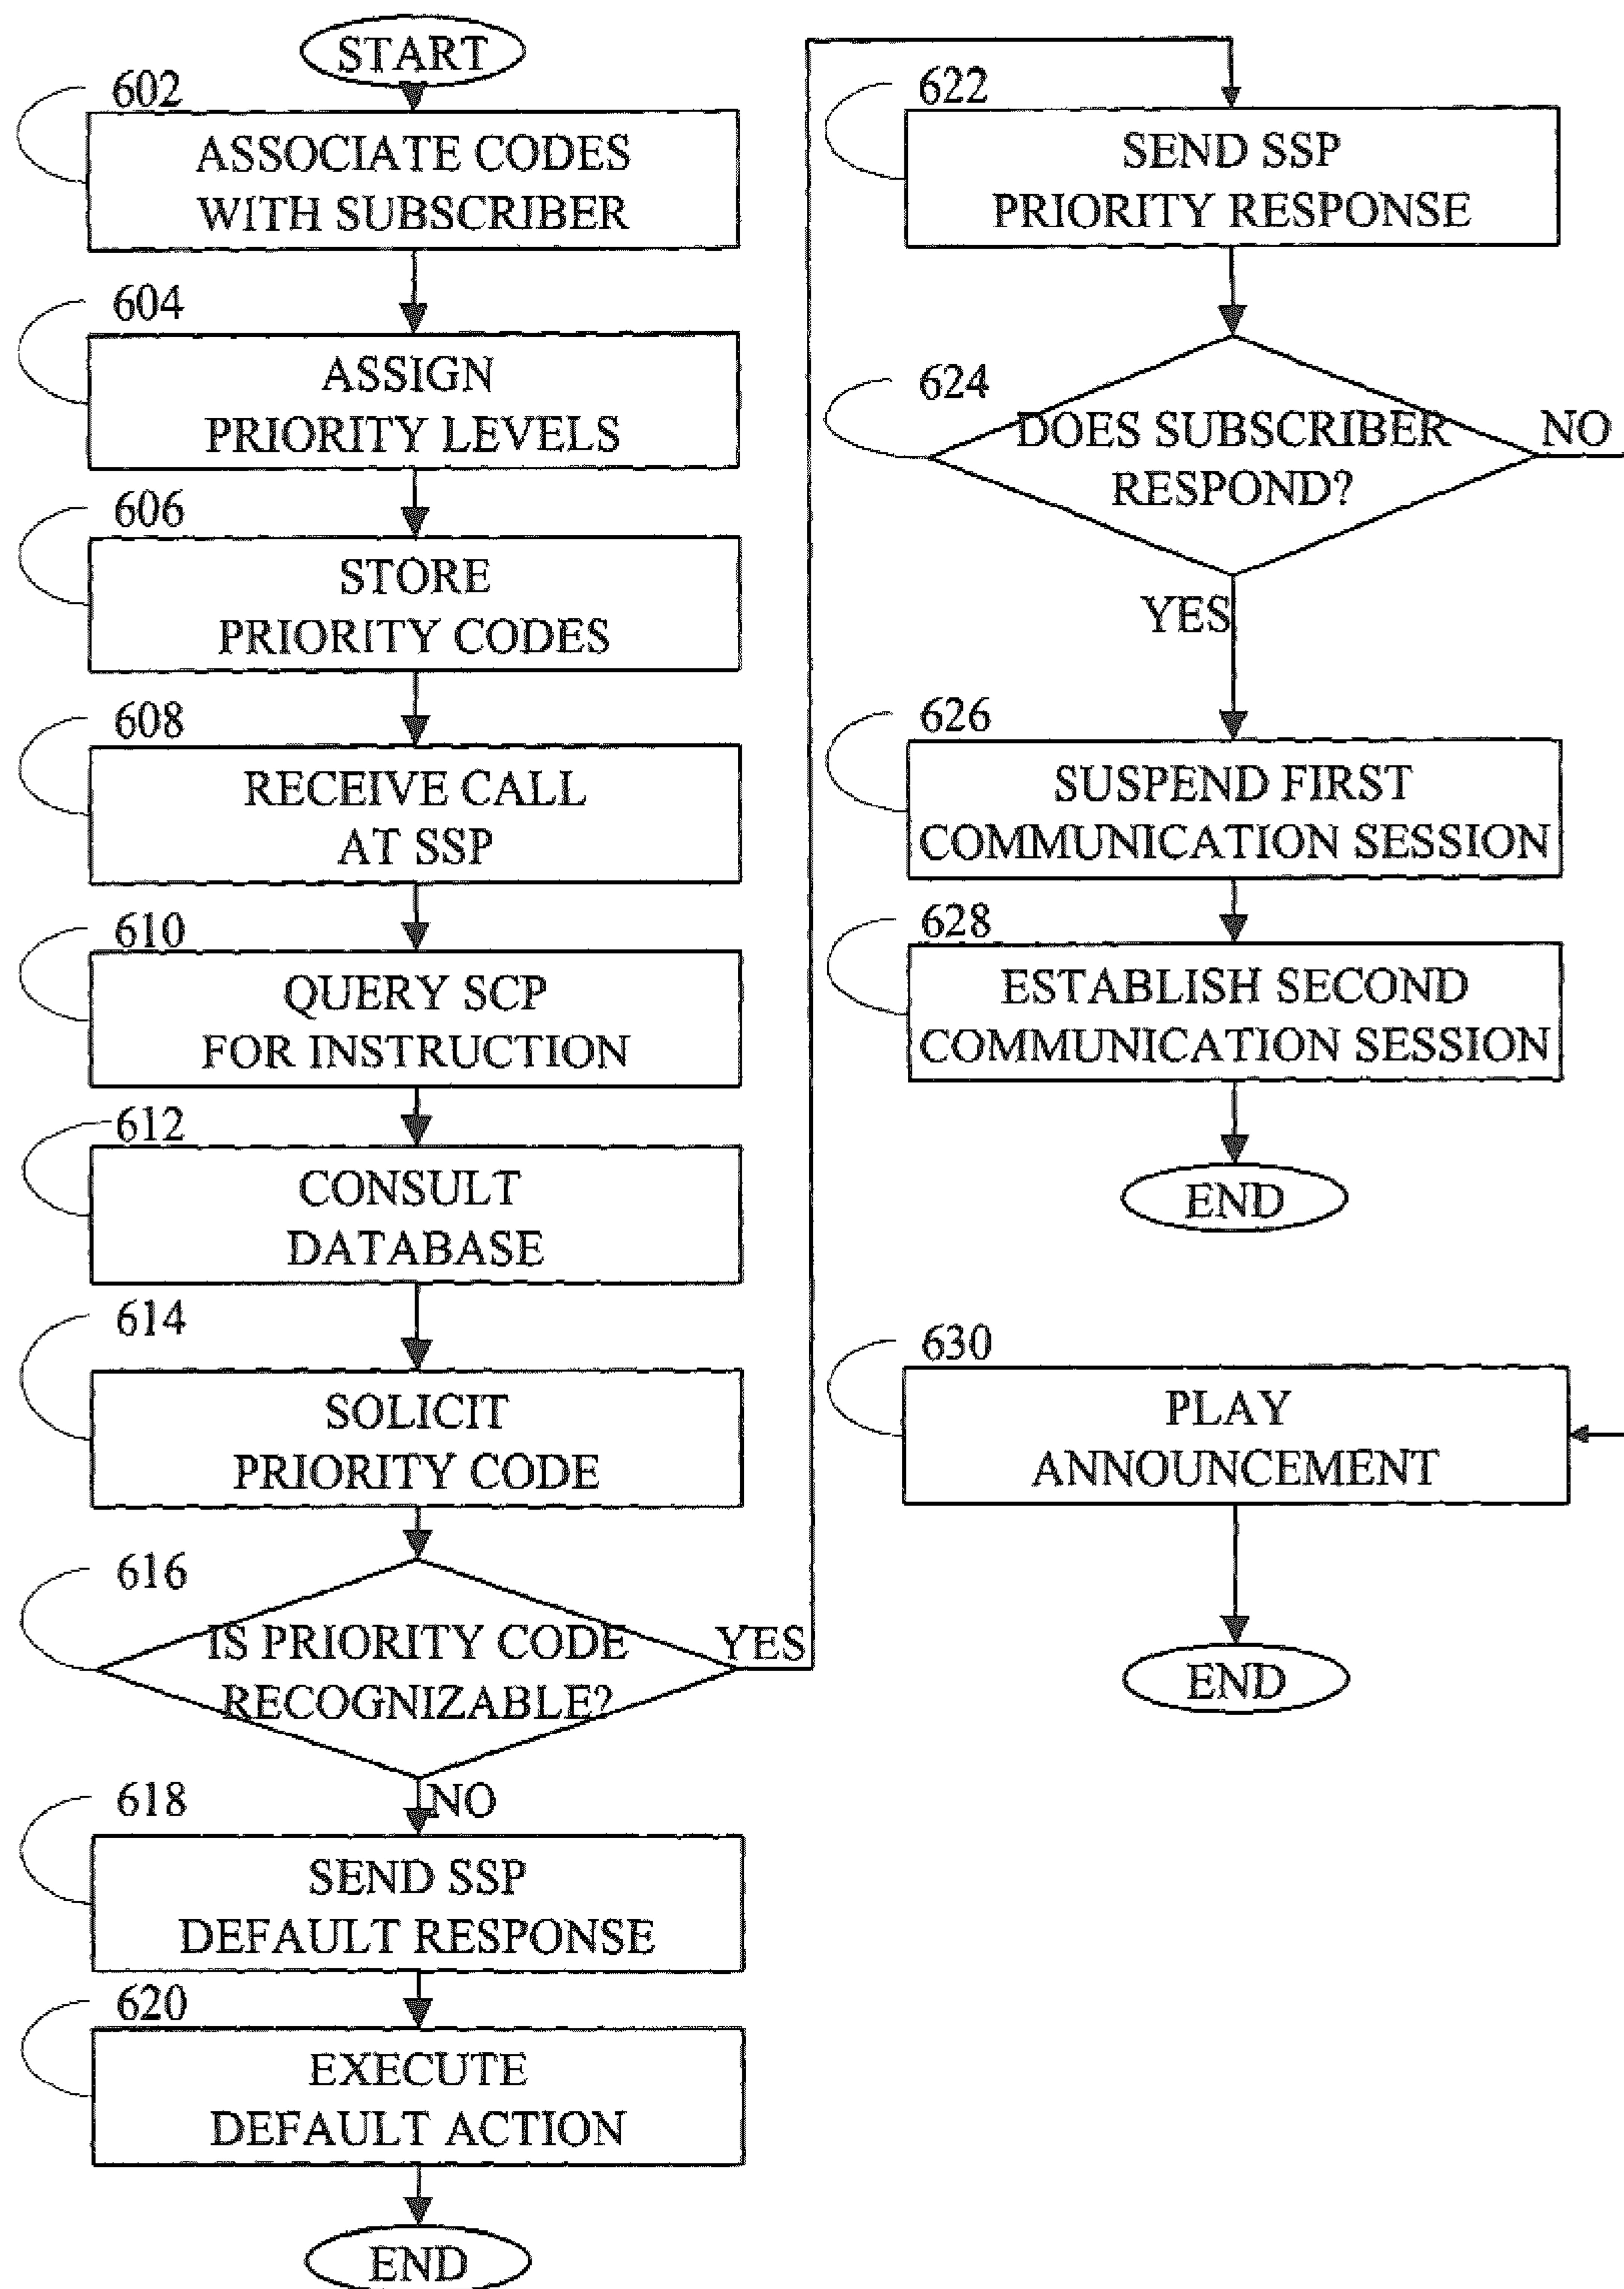 START
602
ASSOCIATE CODES
WITH SUBSCRIBER
604
ASSIGN
PRIORITY LEVELS
606
STORE
PRIORITY CODES
608
RECEIVE CALL
AT SSP
610
QUERY SCP
FOR INSTRUCTION
612
CONSULT
DATABASE
614
SOLICIT
PRIORITY CODE
616
IS PRIORITY CODE
RECOGNIZABLE?
YES
NO
618
SEND SSP
DEFAULT RESPONSE
620
EXECUTE
DEFAULT ACTION
END
622
SEND SSP
PRIORITY RESPONSE
624
DOES SUBSCRIBER
RESPOND?
NO
YES
626
SUSPEND FIRST
COMMUNICATION SESSION
628
ESTABLISH SECOND
COMMUNICATION SESSION
END
630
PLAY
ANNOUNCEMENT
END